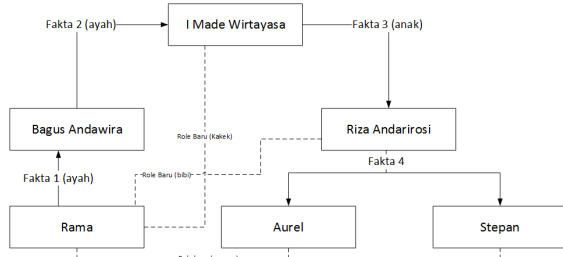 Fakta 2 (ayah)
I Made Wirtayasa
Fakta 3 (anak)
Bagus Andawira
Role Baru (Kakek)
Riza Andarirosi
Fakta 4
Fakta 1 (ayah)
Role Baru (bibi)
Rama
Aurel
Stepan